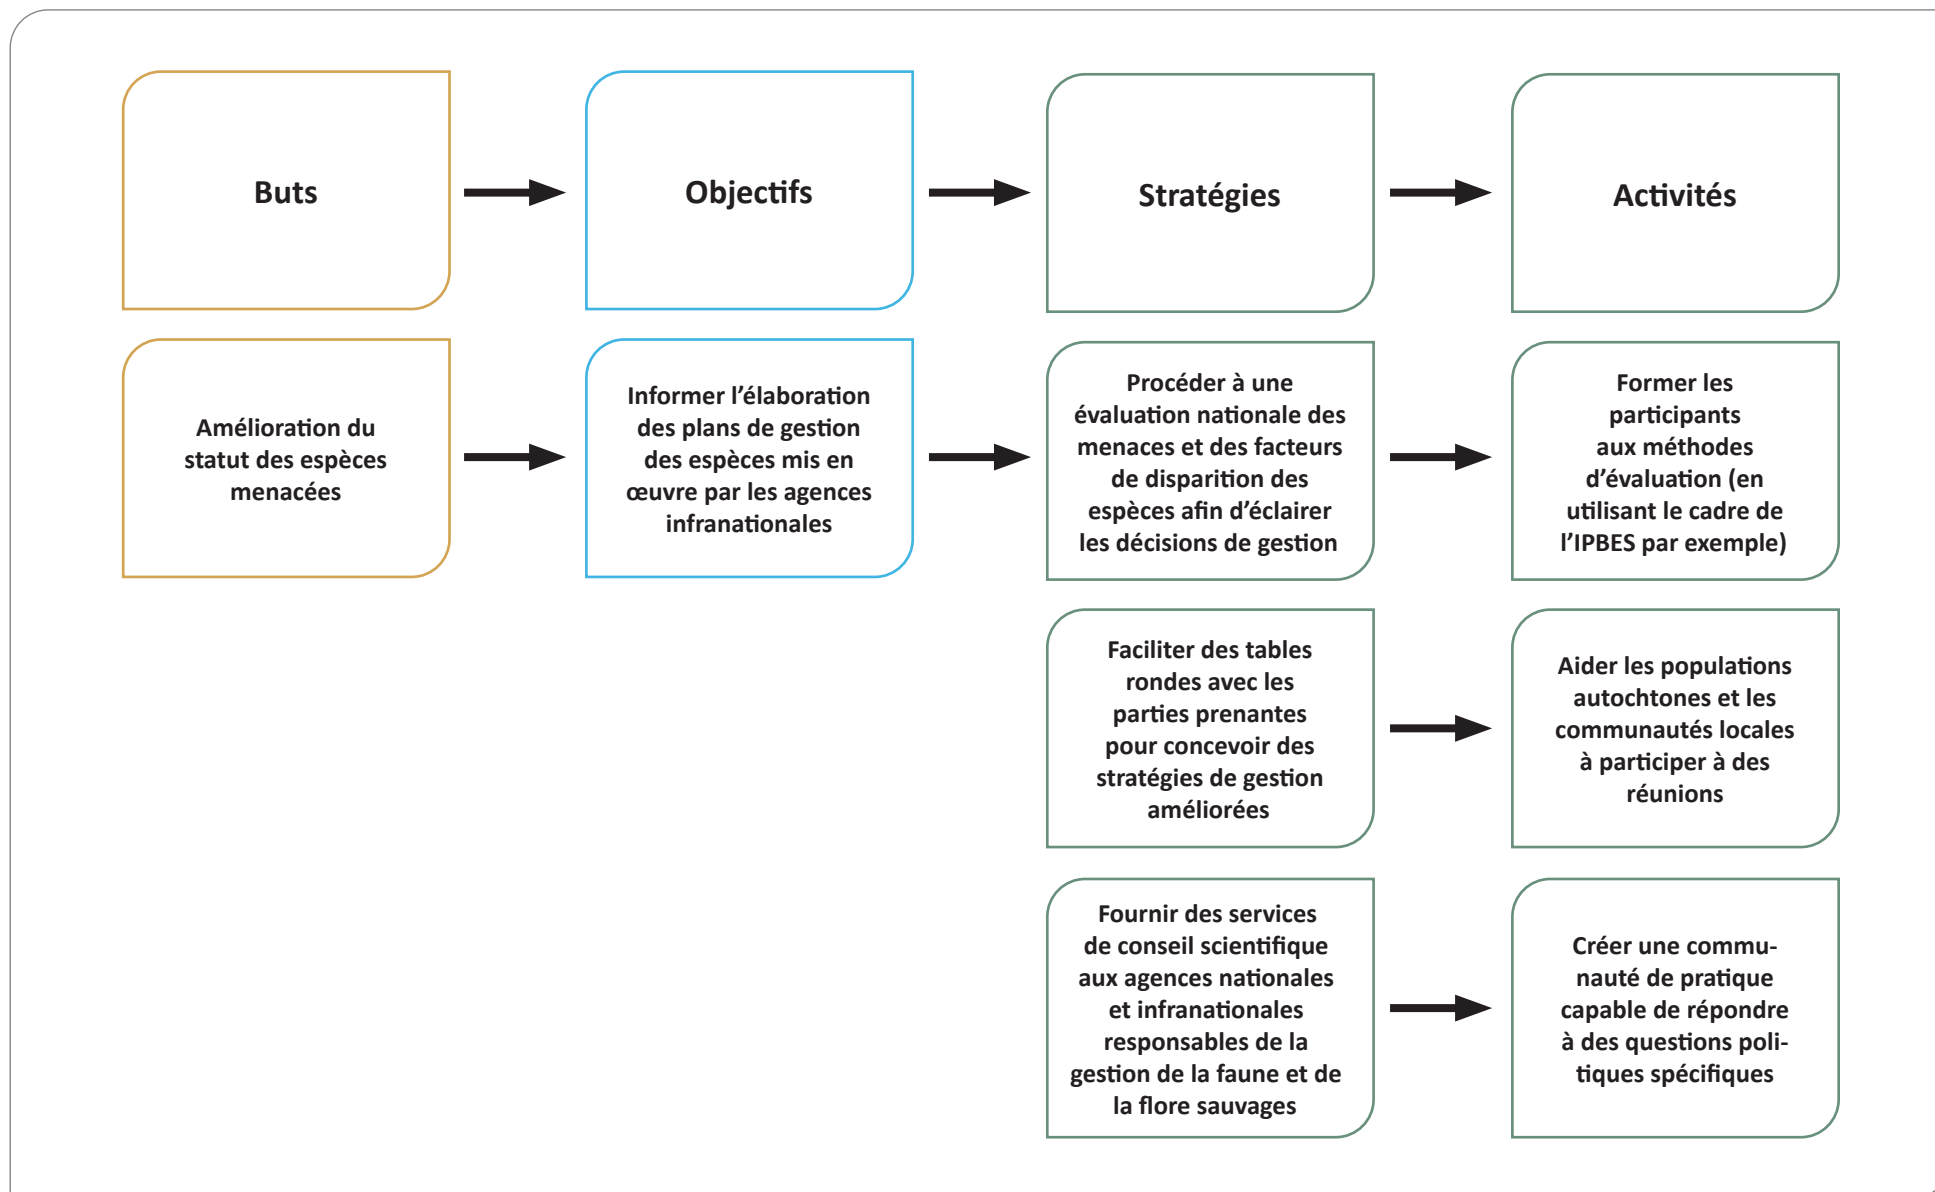 Buts
Objectifs
Stratégies
Activités
Amélioration du
statut des espèces
menacées
Informer l’élaboration
des plans de gestion
des espèces mis en
œuvre par les agences
infranationales
Procéder à une
évaluation nationale des
menaces et des facteurs
de disparition des
espèces afin d’éclairer
les décisions de gestion
Former les
participants
aux méthodes
d’évaluation (en
utilisant le cadre de
l’IPBES par exemple)
Faciliter des tables
rondes avec les
parties prenantes
pour concevoir des
stratégies de gestion
améliorées
Aider les populations
autochtones et les
communautés locales
à participer à des
réunions
Fournir des services
de conseil scientifique
aux agences nationales
et infranationales
responsables de la
gestion de la faune et de
la flore sauvages
Créer une commu-
nauté de pratique
capable de répondre
à des questions poli-
tiques spécifiques